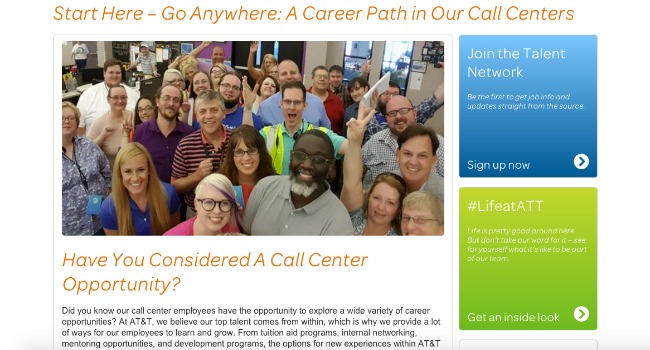 Start Here – Go Anywhere: A Career Path in Our Call Centers
Join the Talent
Network
Be the first to get job info and
updates straight from the source.
Sign up now
#LifeatATT
Life is pretty good around here.
But don't take our word for it – see
for yourself what it's like to be part
of our team.
Get an inside look
Have You Considered A Call Center
Opportunity?
Did you know our call center employees have the opportunity to explore a wide variety of career
opportunities? At AT&T, we believe our top talent comes from within, which is why we provide a lot
of ways for our employees to learn and grow. From tuition aid programs, internal networking,
mentoring opportunities, and development programs, the options for new experiences within AT&T